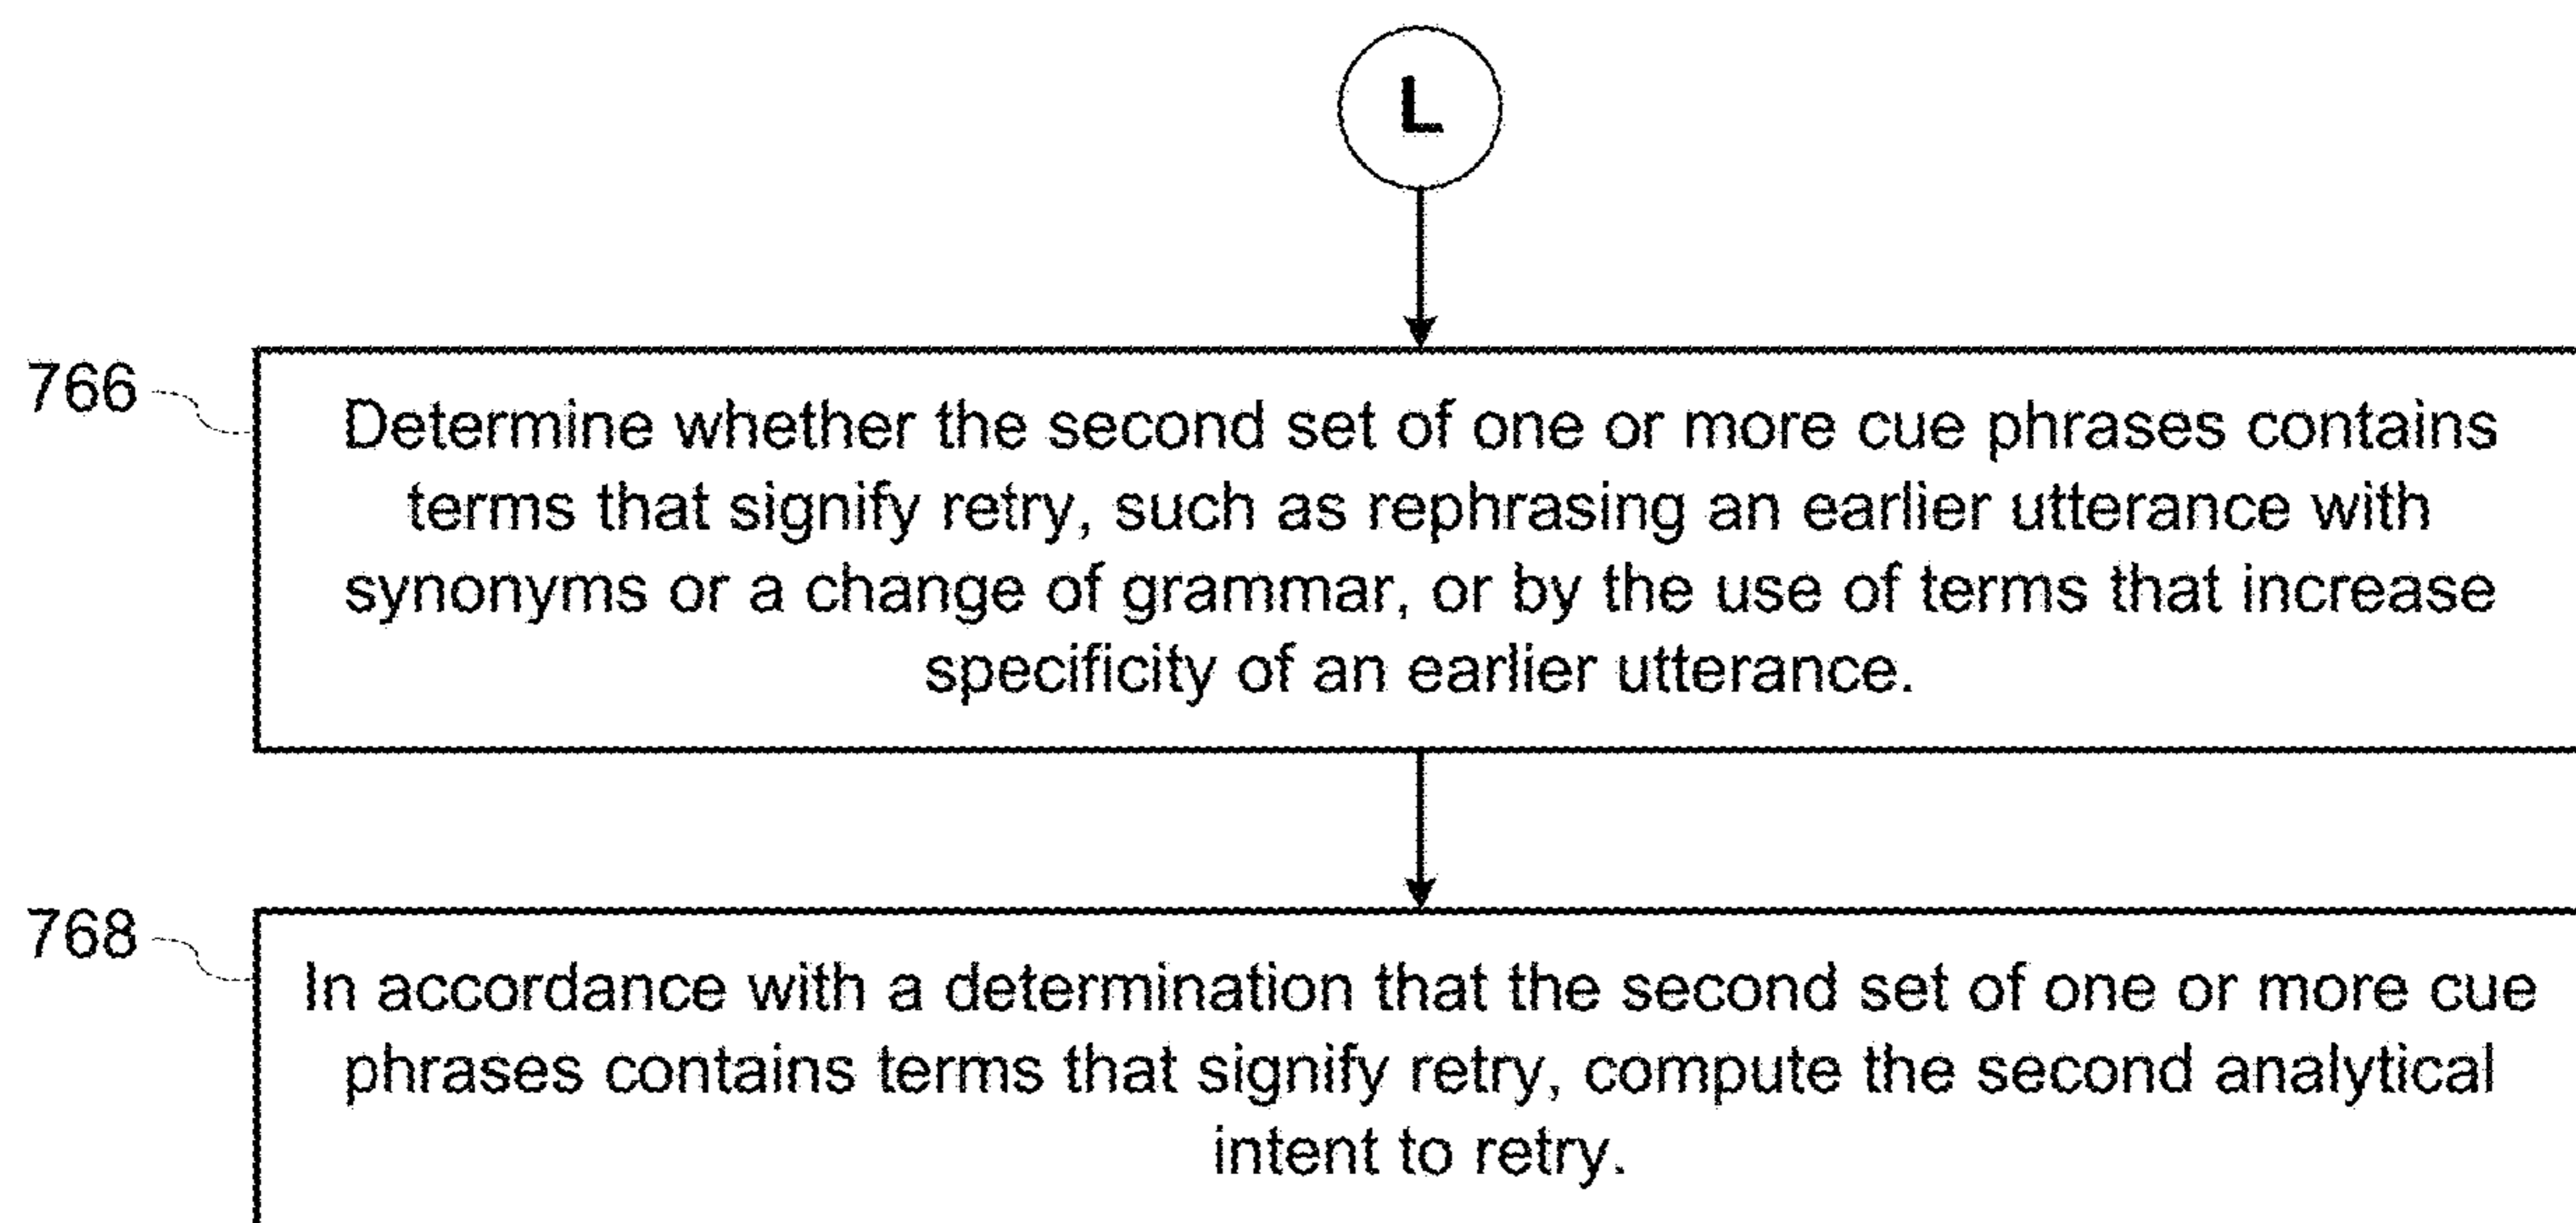 L
766
Determine whether the second set of one or more cue phrases contains
terms that signify retry, such as rephrasing an earlier utterance with
synonyms or a change of grammar, or by the use of terms that increase
specificity of an earlier utterance.
768
In accordance with a determination that the second set of one or more cue
phrases contains terms that signify retry, compute the second analytical
intent to retry.